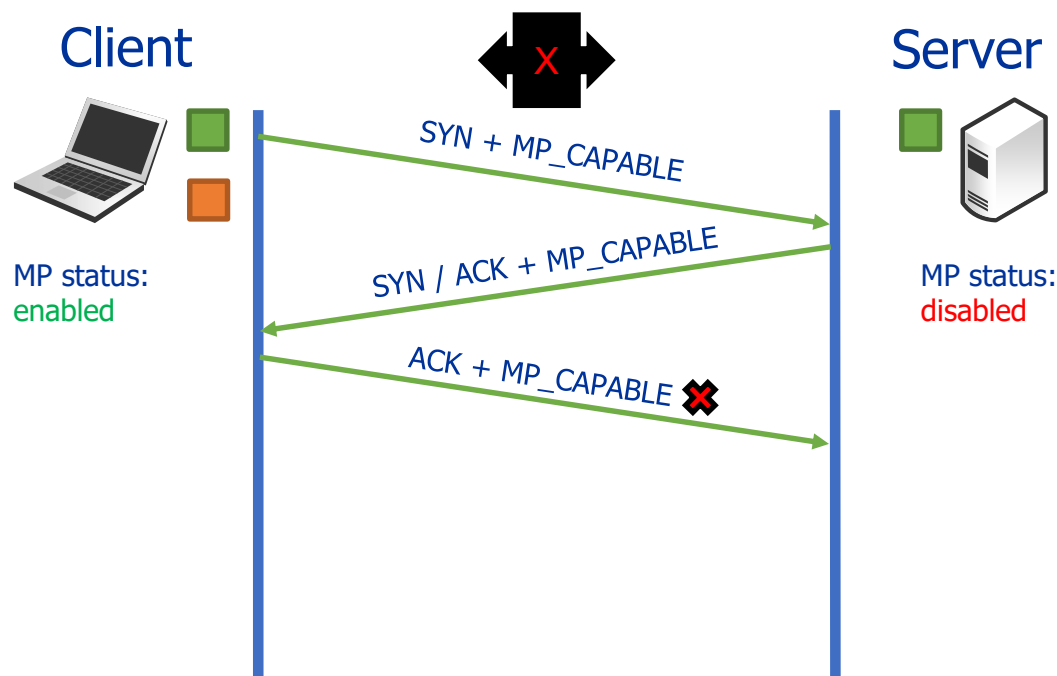 Client
X
Server
SYN + MP_CAPABLE
SYN / ACK + MP_CAPABLE
MP status:
enabled
MP status:
disabled
ACK + MP_CAPABLE